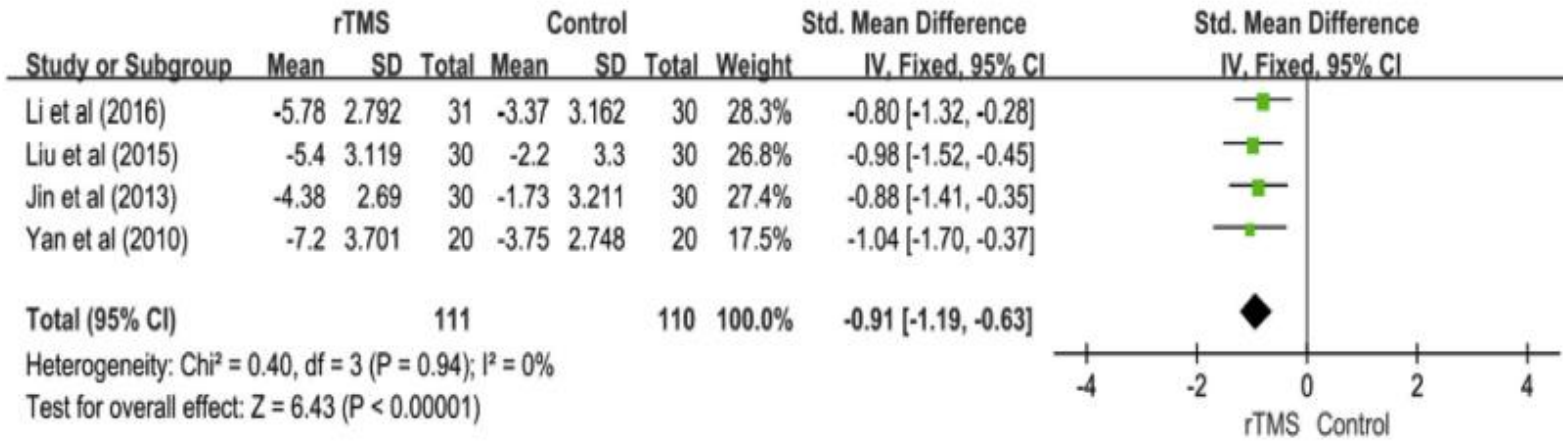 rTMS Control Std. Mean Difference Std. Mean Difference
Study or Subgroup Mean SD Total Mean SD Total Weight IV, Fixed, 95% CI IV, Fixed, 95% CI
Li et al (2016) -5.78 2.792 31 -3.37 3.162 30 28.3% -0.80 [-1.32, -0.28]
Liu et al (2015) -5.4 3.119 30 -2.2 3.3 30 26.8% -0.98 [-1.52, -0.45]
Jin et al (2013) -4.38 2.69 30 -1.73 3.211 30 27.4% -0.88 [-1.41, -0.35]
Yan et al (2010) -7.2 3.701 20 -3.75 2.748 20 17.5% -1.04 [-1.70, -0.37]
Total (95% CI) 111 110 100.0% -0.91 [-1.19, -0.63]
Heterogeneity: Chi² = 0.40, df = 3 (P = 0.94); I² = 0%
Test for overall effect: Z = 6.43 (P < 0.00001)
-4 -2 0 2 4
rTMS Control